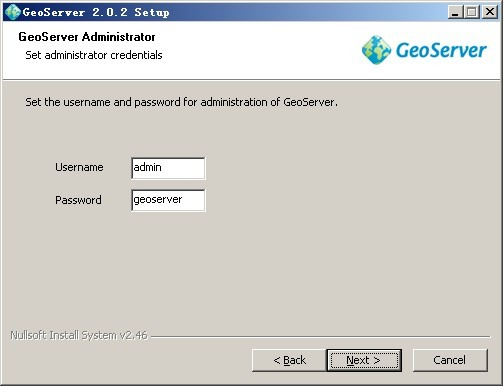 GeoServer 2.0.2 Setup
GeoServer Administrator
Set administrator credentials
GeoServer
Set the username and password for administration of GeoServer.
Username admin
Password geoserver
Nullsoft Install System v2.46
< Back Next > Cancel